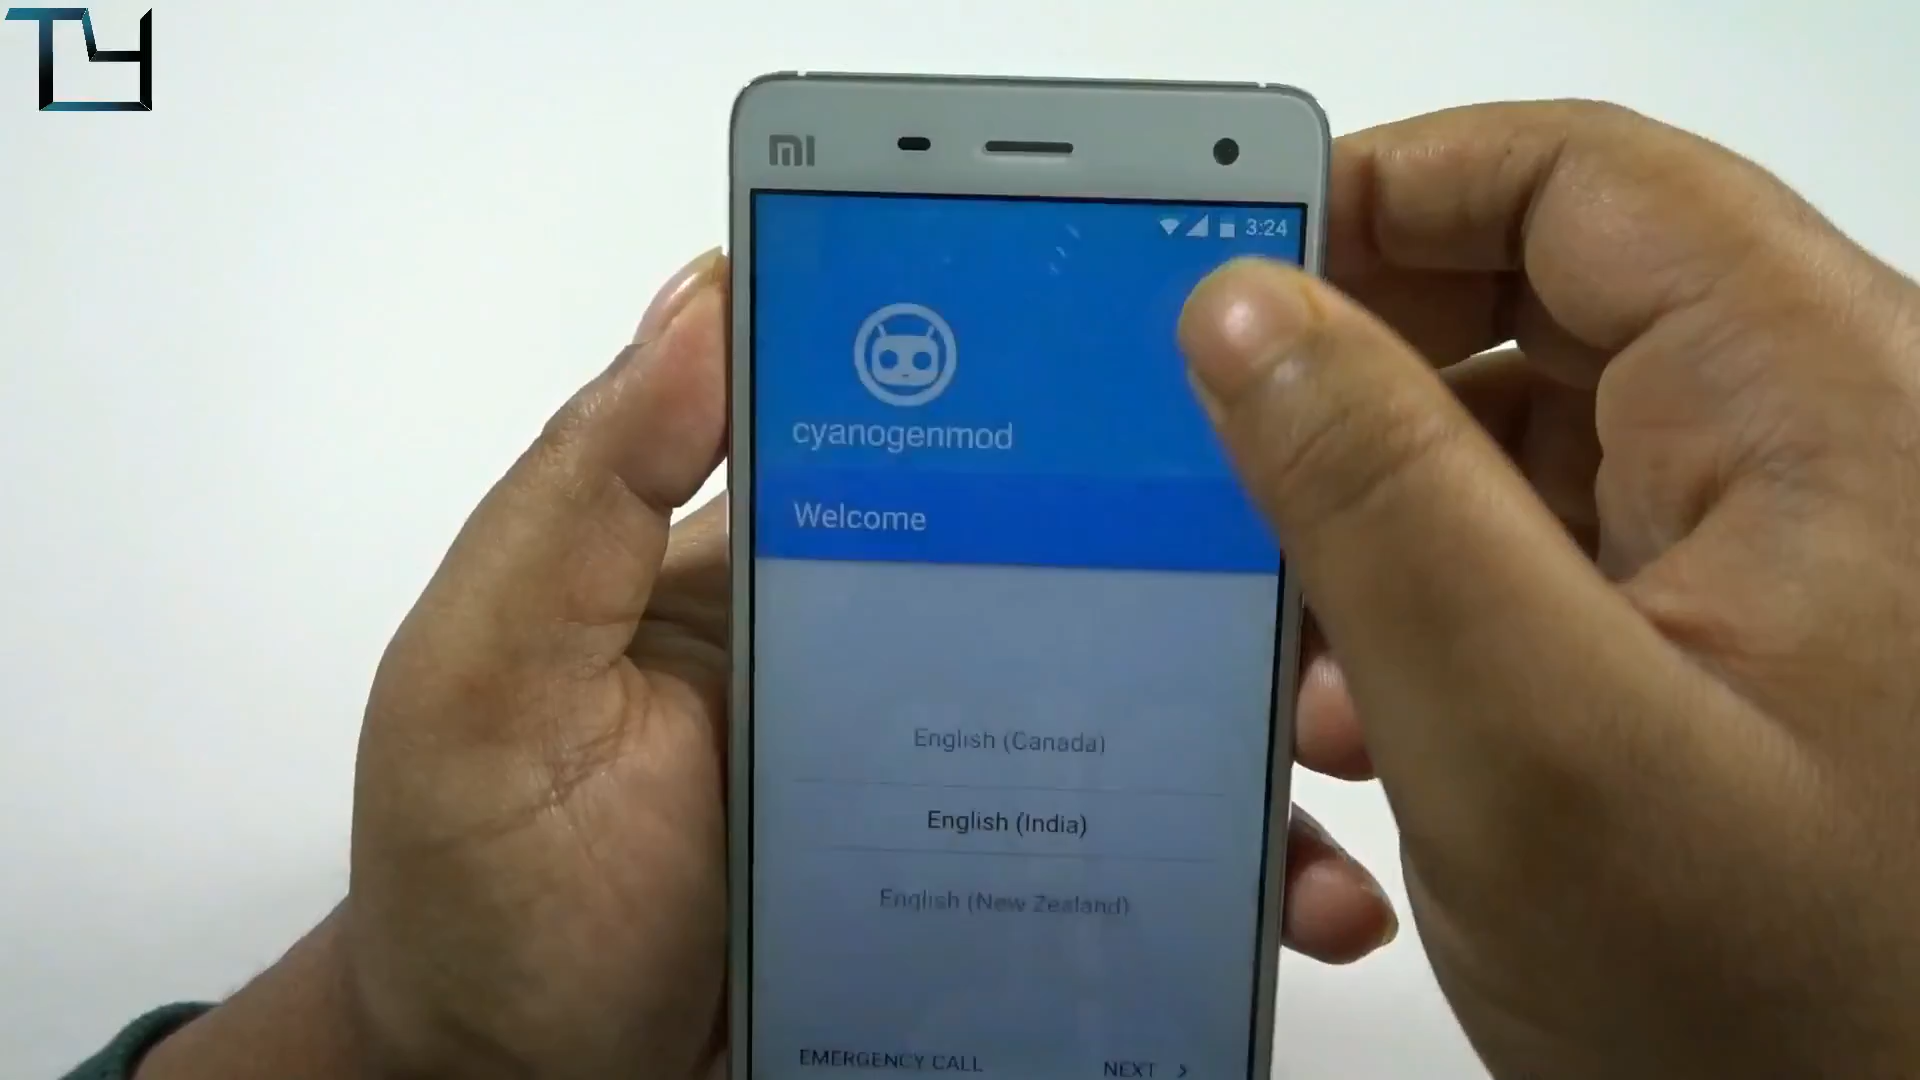 TY
mi
3:24
cyanogenmod
Welcome
English (Canada)
English (India)
English (New Zealand)
EMERGENCY CALL
NEXT >